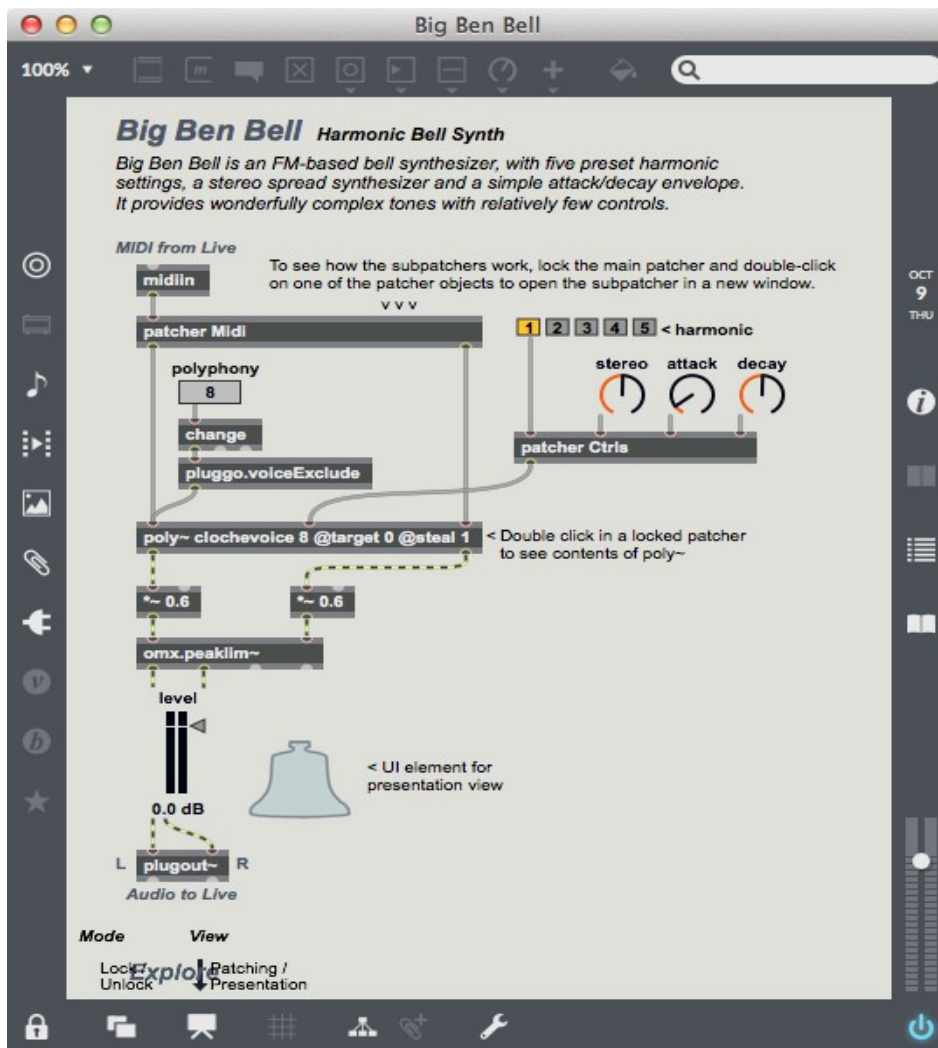 Big Ben Bell
100%
Big Ben Bell Harmonic Bell Synth
Big Ben Bell is an FM-based bell synthesizer, with five preset harmonic
settings, a stereo spread synthesizer and a simple attack/decay envelope.
It provides wonderfully complex tones with relatively few controls.
MIDI from Live
midiin
To see how the subpatchers work, lock the main patcher and double-click
on one of the patcher objects to open the subpatcher in a new window.
v v v
patcher Midi
1 2 3 4 5 < harmonic
OCT
9
THU
polyphony
8
stereo attack decay
change
patcher Ctrls
pluggo.voiceExclude
poly~ clochevoice 8 @target 0 @steal 1
< Double click in a locked patcher
to see contents of poly~
*~ 0.6 *~ 0.6
omx.peaklim~
level
< UI element for
presentation view
0.0 dB
L plugout~ R
Audio to Live
Mode View
Lock /
Unlock
Explore
Patching /
Presentation